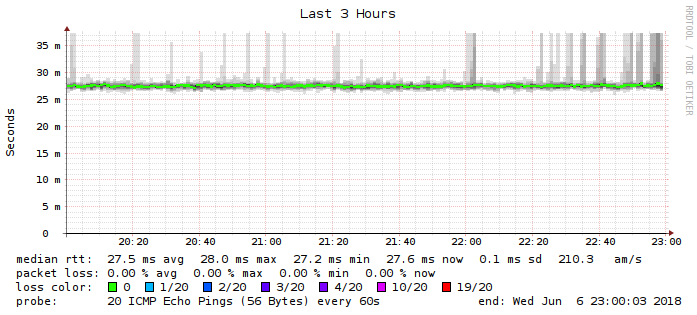 Last 3 Hours
RRDTOOL / TOBI OETIKER
Seconds
35 m
30 m
25 m
20 m
15 m
10 m
5 m
0
20:20 20:40 21:00 21:20 21:40 22:00 22:20 22:40 23:00
median rtt: 27.5 ms avg 28.0 ms max 27.2 ms min 27.6 ms now 0.1 ms sd 210.3 am/s
packet loss: 0.00 % avg 0.00 % max 0.00 % min 0.00 % now
loss color: 0 1/20 2/20 3/20 4/20 10/20 19/20
probe: 20 ICMP Echo Pings (56 Bytes) every 60s end: Wed Jun 6 23:00:03 2018